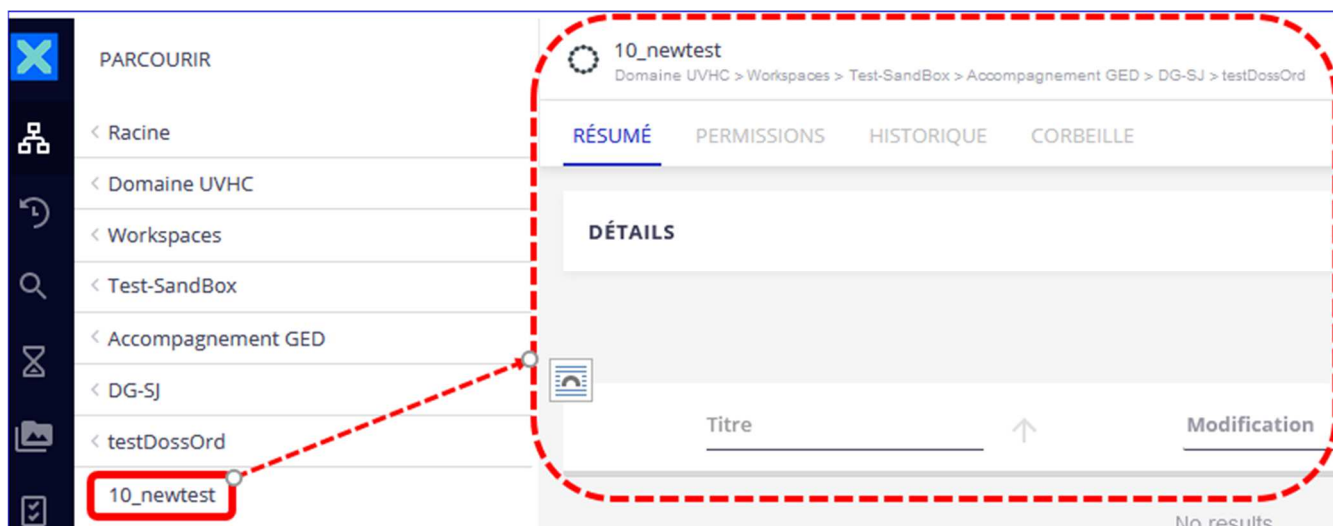 PARCOURIR
Racine
Domaine UVHC
Workspaces
Test-SandBox
Accompagnement GED
DG-SJ
testDossOrd
10_newtest
10_newtest
Domaine UVHC > Workspaces > Test-SandBox > Accompagnement GED > DG-SJ > testDossOrd
RÉSUMÉ PERMISSIONS HISTORIQUE CORBEILLE
DÉTAILS
Titre Modification
No results